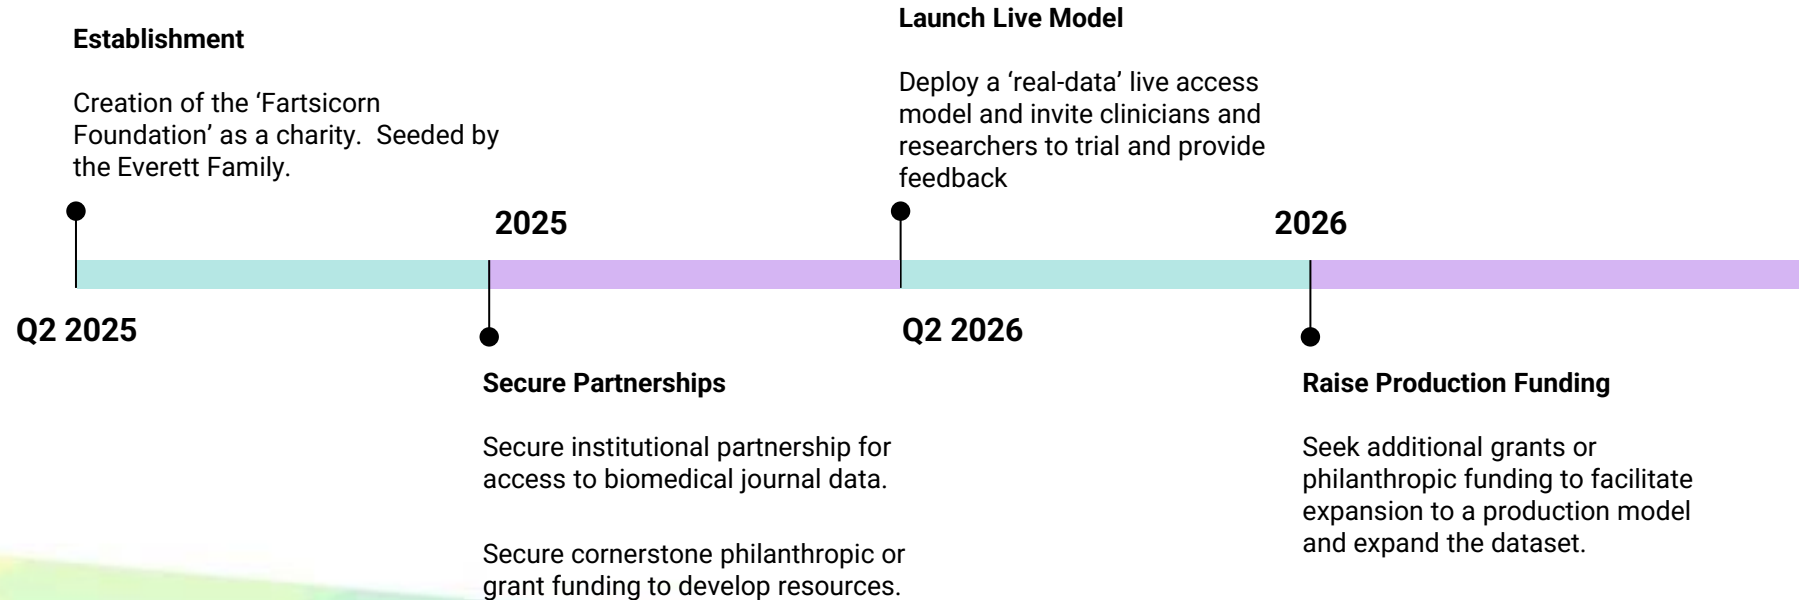 Establishment
Creation of the ‘Fartsicorn
Foundation’ as a charity.  Seeded by
the Everett Family.
Launch Live Model
Deploy a ‘real-data’ live access
model and invite clinicians and
researchers to trial and provide
feedback
2025
2026
Q2 2025
Q2 2026
Secure Partnerships
Secure institutional partnership for
access to biomedical journal data.
Secure cornerstone philanthropic or
grant funding to develop resources.
Raise Production Funding
Seek additional grants or
philanthropic funding to facilitate
expansion to a production model
and expand the dataset.